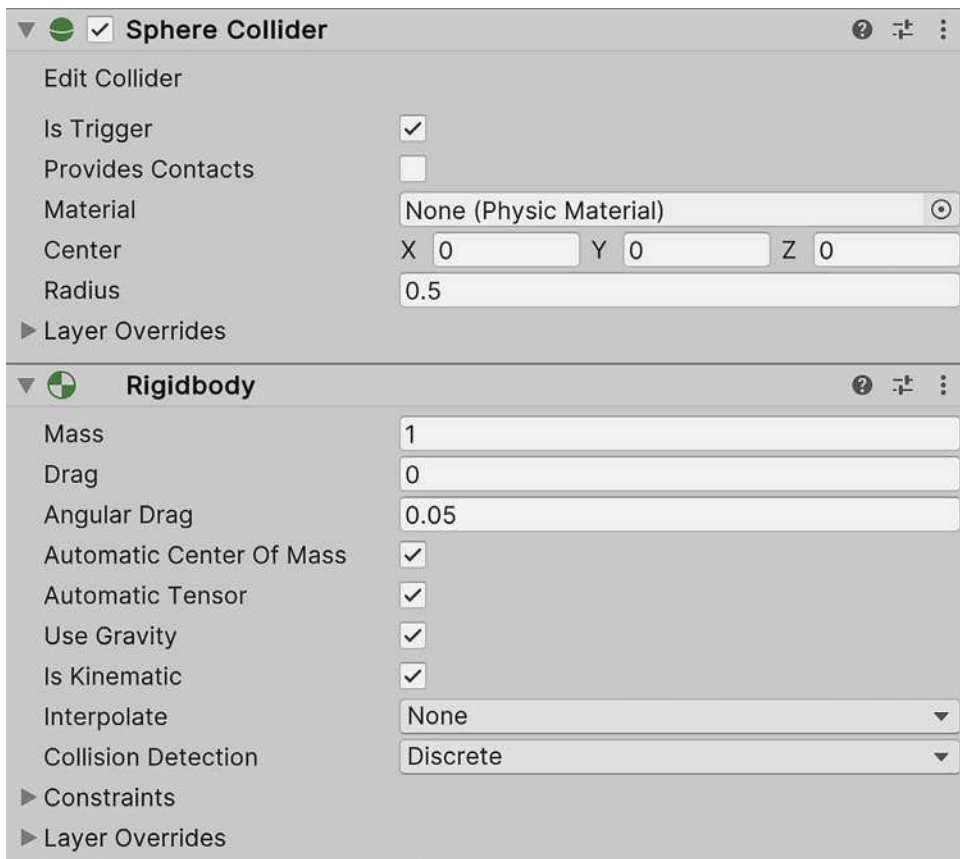 Sphere Collider
Edit Collider
Is Trigger
Provides Contacts
Material None (Physic Material)
Center X 0 Y 0 Z 0
Radius 0.5
Layer Overrides
Rigidbody
Mass 1
Drag 0
Angular Drag 0.05
Automatic Center Of Mass
Automatic Tensor
Use Gravity
Is Kinematic
Interpolate None
Collision Detection Discrete
Constraints
Layer Overrides